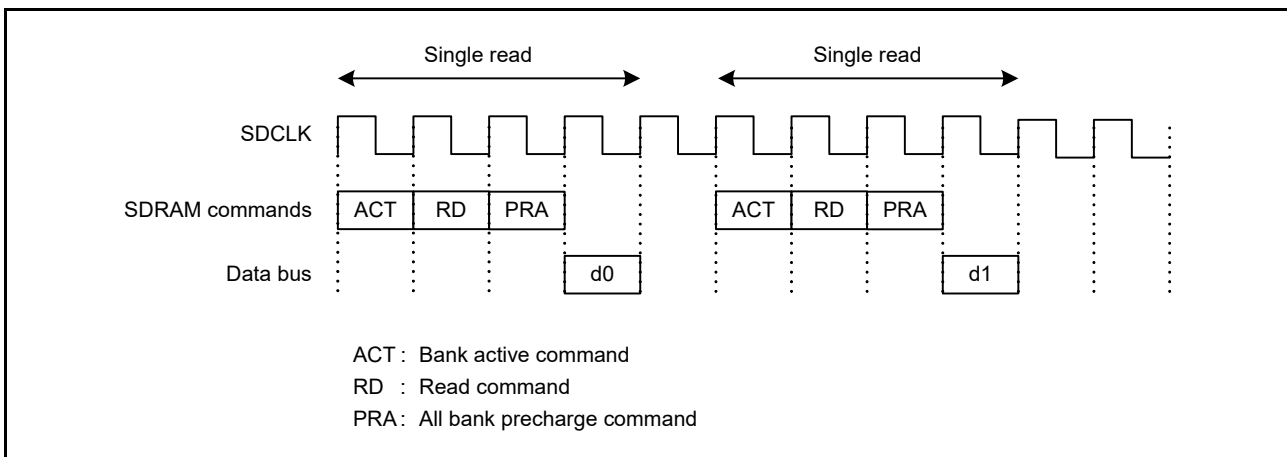 Single read Single read
SDCLK
SDRAM commands ACT RD PRA ACT RD PRA
Data bus d0 d1
ACT : Bank active command
RD : Read command
PRA : All bank precharge command